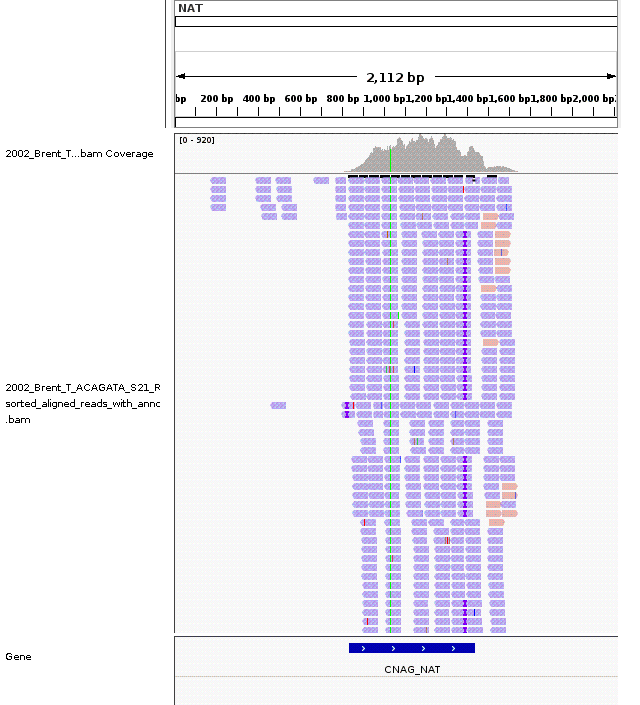 NAT
2,112 bp
bp 200 bp 400 bp 600 bp 800 bp 1,000 bp 1,200 bp 1,400 bp 1,600 bp 1,800 bp 2,000 bp
[0 - 920]
2002_Brent_T...bam Coverage
2002_Brent_T_ACAGATA_S21_R
sorted_aligned_reads_with_annc
.bam
Gene
CNAG_NAT